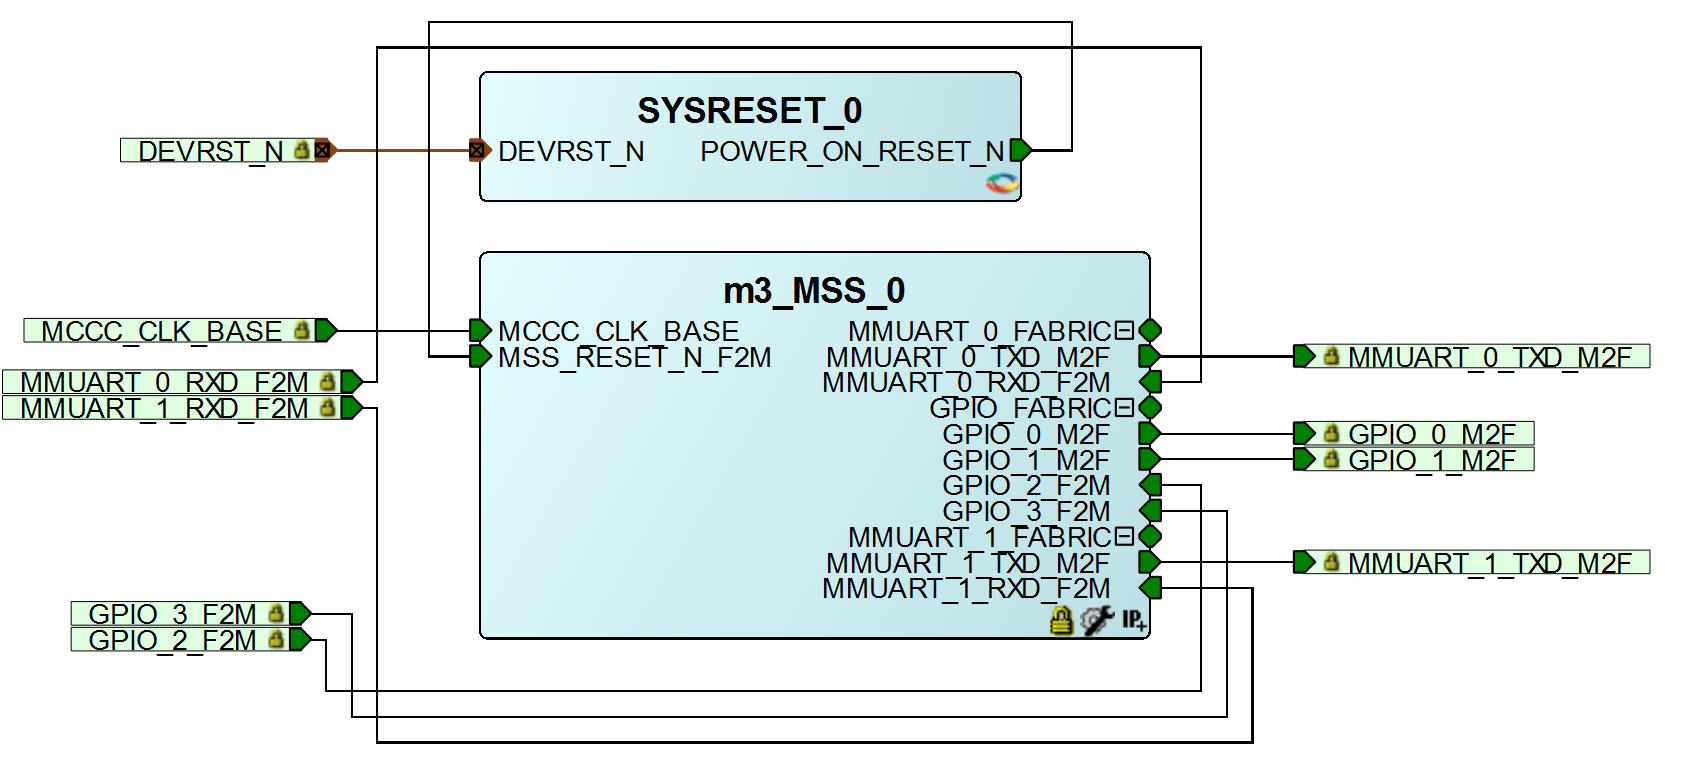 SYSRESET_0
DEVRST_N
DEVRST_N
POWER_ON_RESET_N
m3_MSS_0
MCCC_CLK_BASE
MMUART_0_RXD_F2M
MMUART_1_RXD_F2M
MCCC_CLK_BASE
MSS_RESET_N_F2M
MMUART_0_FABRIC
MMUART_0_TXD_M2F
MMUART_0_RXD_F2M
GPIO_FABRIC
GPIO_0_M2F
GPIO_1_M2F
GPIO_2_F2M
GPIO_3_F2M
MMUART_1_FABRIC
MMUART_1_TXD_M2F
MMUART_1_RXD_F2M
IP+
MMUART_0_TXD_M2F
GPIO_0_M2F
GPIO_1_M2F
MMUART_1_TXD_M2F
GPIO_3_F2M
GPIO_2_F2M